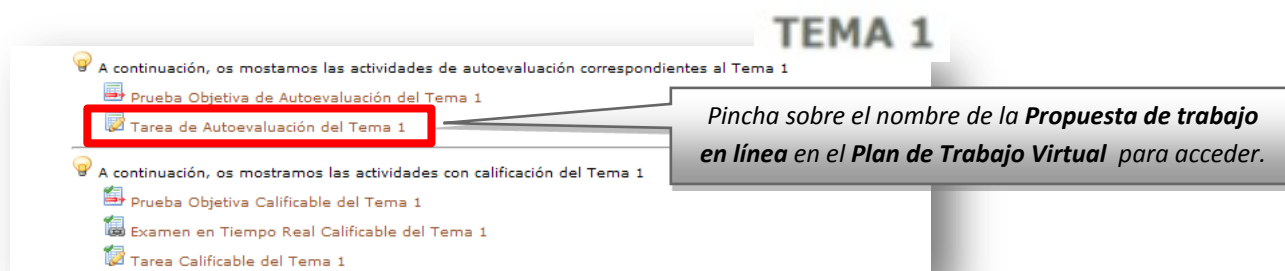 TEMA 1
A continuación, os mostamos las actividades de autoevaluación correspondientes al Tema 1
Prueba Objetiva de Autoevaluación del Tema 1
Tarea de Autoevaluación del Tema 1
Pincha sobre el nombre de la Propuesta de trabajo
en línea en el Plan de Trabajo Virtual para acceder.
A continuación, os mostramos las actividades con calificación del Tema 1
Prueba Objetiva Calificable del Tema 1
Examen en Tiempo Real Calificable del Tema 1
Tarea Calificable del Tema 1